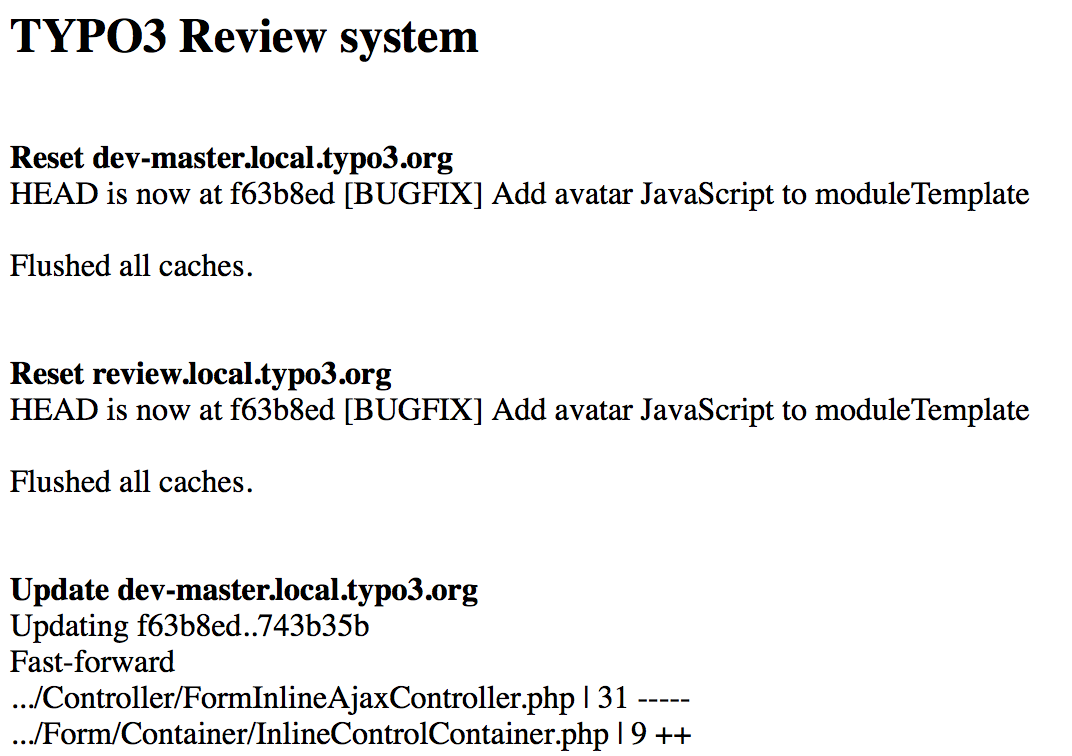 TYPO3 Review system
Reset dev-master.local.typo3.org
HEAD is now at f63b8ed [BUGFIX] Add avatar JavaScript to moduleTemplate
Flushed all caches.
Reset review.local.typo3.org
HEAD is now at f63b8ed [BUGFIX] Add avatar JavaScript to moduleTemplate
Flushed all caches.
Update dev-master.local.typo3.org
Updating f63b8ed..743b35b
Fast-forward
.../Controller/FormInlineAjaxController.php | 31 -----
.../Form/Container/InlineControlContainer.php | 9 ++